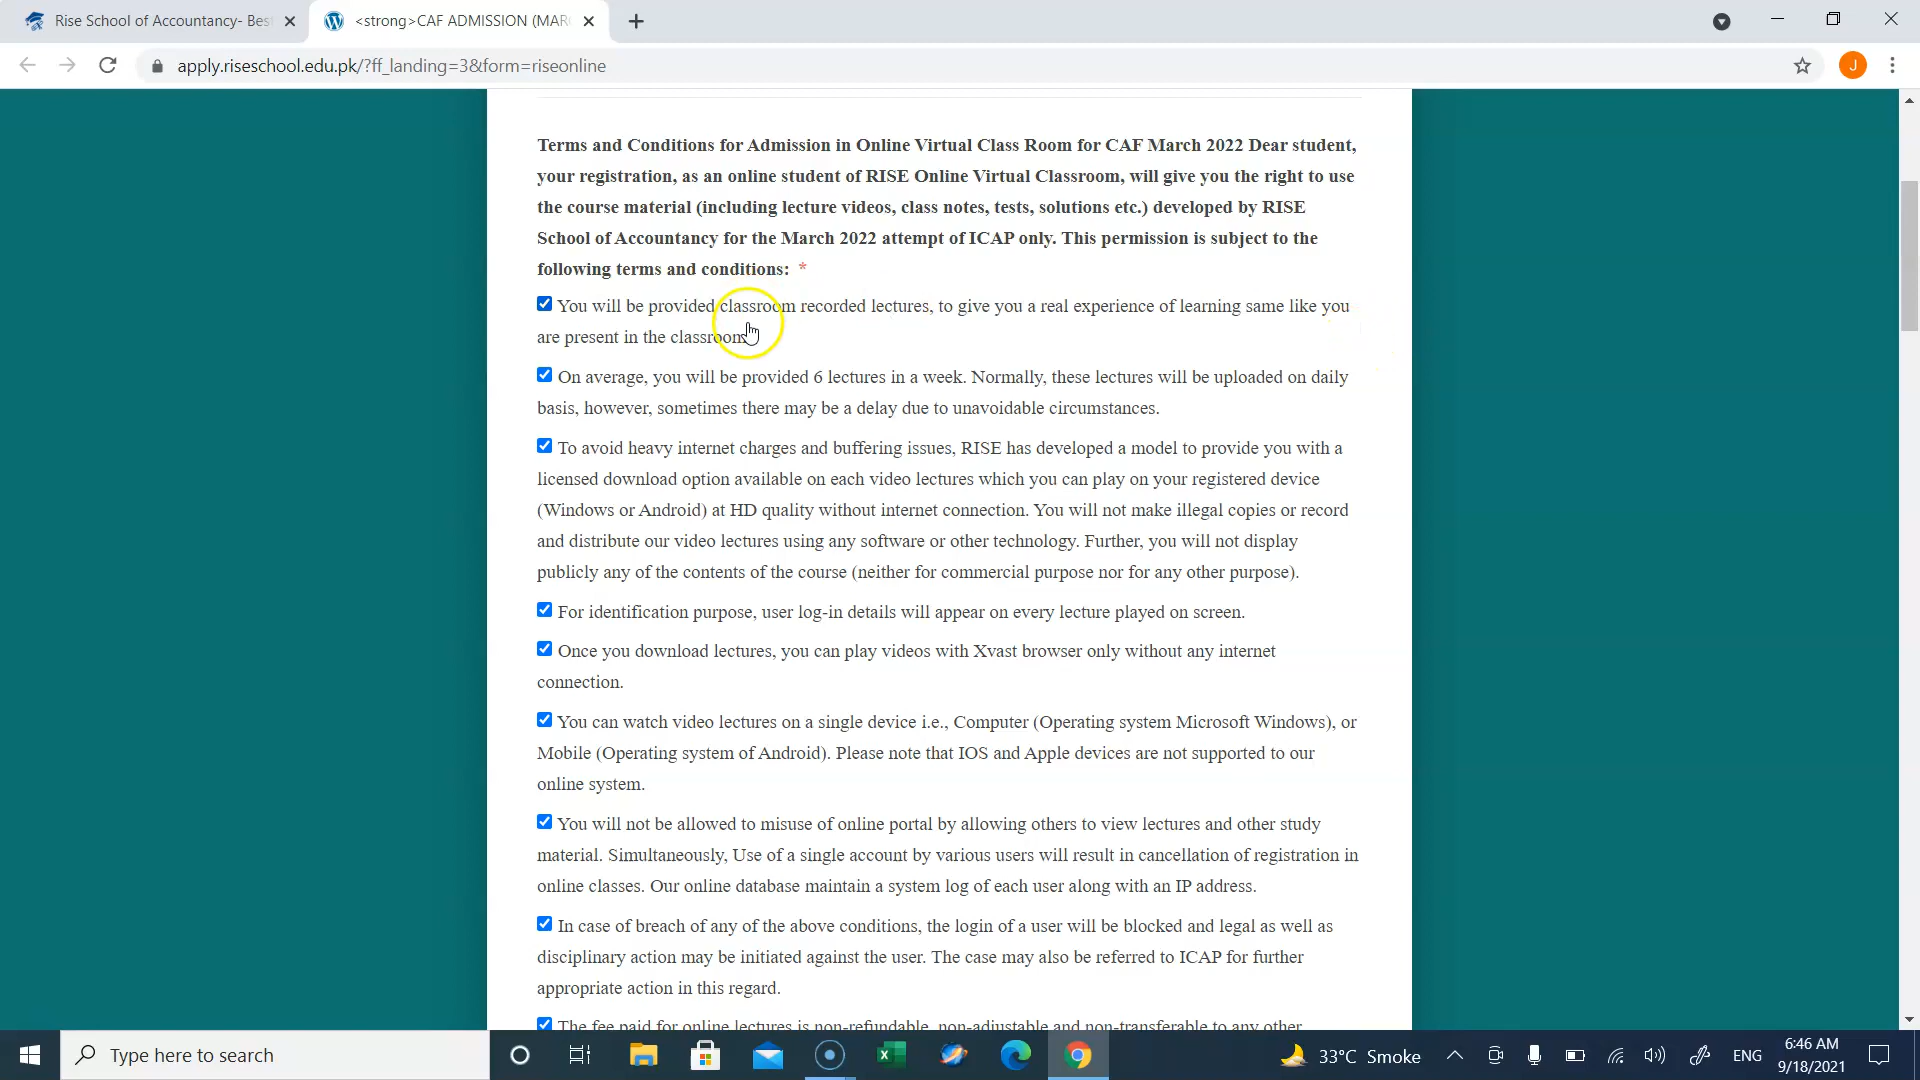 Rise School of Accountancy- Bes
<strong>CAF ADMISSION (MAR
apply.riseschool.edu.pk/?ff_landing=3&form=riseonline
J
Terms and Conditions for Admission in Online Virtual Class Room for CAF March 2022 Dear student,
your registration, as an online student of RISE Online Virtual Classroom, will give you the right to use
the course material (including lecture videos, class notes, tests, solutions etc.) developed by RISE
School of Accountancy for the March 2022 attempt of ICAP only. This permission is subject to the
following terms and conditions: *
You will be provided classroom recorded lectures, to give you a real experience of learning same like you
are present in the classroom.
On average, you will be provided 6 lectures in a week. Normally, these lectures will be uploaded on daily
basis, however, sometimes there may be a delay due to unavoidable circumstances.
To avoid heavy internet charges and buffering issues, RISE has developed a model to provide you with a
licensed download option available on each video lectures which you can play on your registered device
(Windows or Android) at HD quality without internet connection. You will not make illegal copies or record
and distribute our video lectures using any software or other technology. Further, you will not display
publicly any of the contents of the course (neither for commercial purpose nor for any other purpose).
For identification purpose, user log-in details will appear on every lecture played on screen.
Once you download lectures, you can play videos with Xvast browser only without any internet
connection.
You can watch video lectures on a single device i.e., Computer (Operating system Microsoft Windows), or
Mobile (Operating system of Android). Please note that IOS and Apple devices are not supported to our
online system.
You will not be allowed to misuse of online portal by allowing others to view lectures and other study
material. Simultaneously, Use of a single account by various users will result in cancellation of registration in
online classes. Our online database maintain a system log of each user along with an IP address.
In case of breach of any of the above conditions, the login of a user will be blocked and legal as well as
disciplinary action may be initiated against the user. The case may also be referred to ICAP for further
appropriate action in this regard.
The fee paid for online lectures is non-refundable, non-adjustable and non-transferable to any other
Type here to search
33°C Smoke
ENG
6:46 AM
9/18/2021